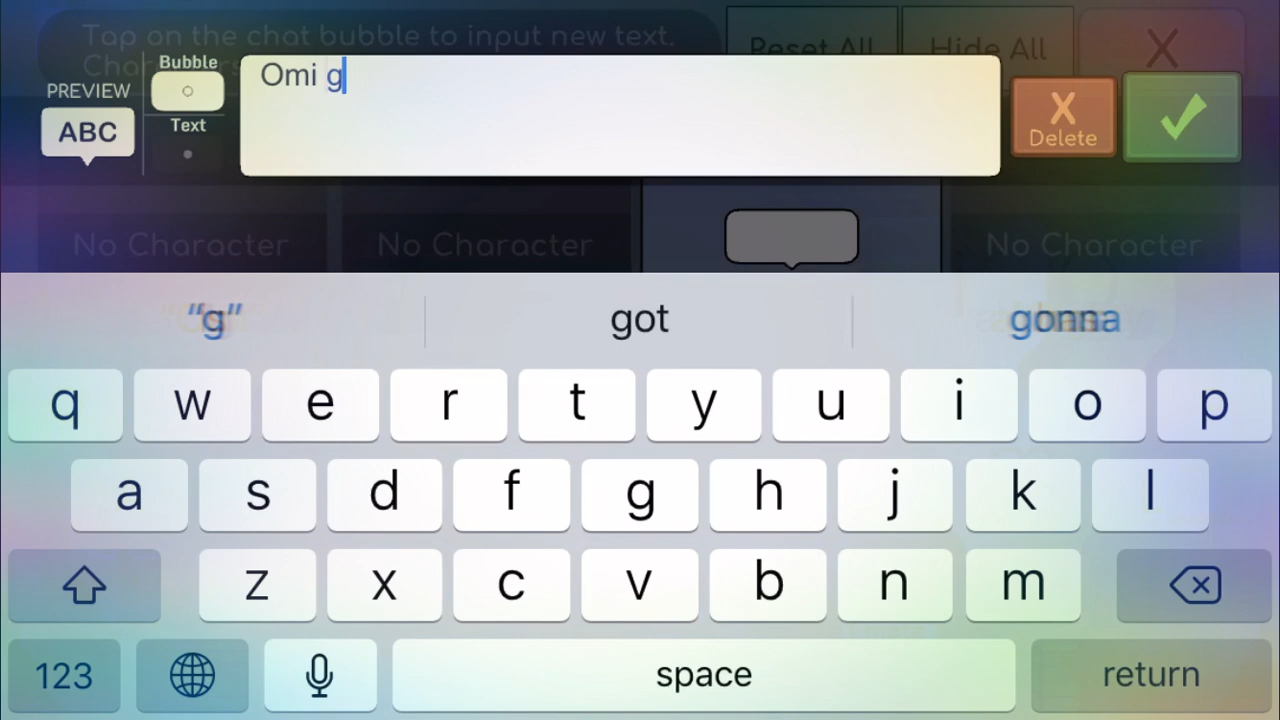 Tap on the chat bubble to input new text.
Reset All
Hide All
X
Bubble
PREVIEW
ABC
Text
Omi g
X
Delete
No Character
No Character
No Character
"g"
got
gonna
q w e r t y u i o p
a s d f g h j k l
z x c v b n m
123
space
return